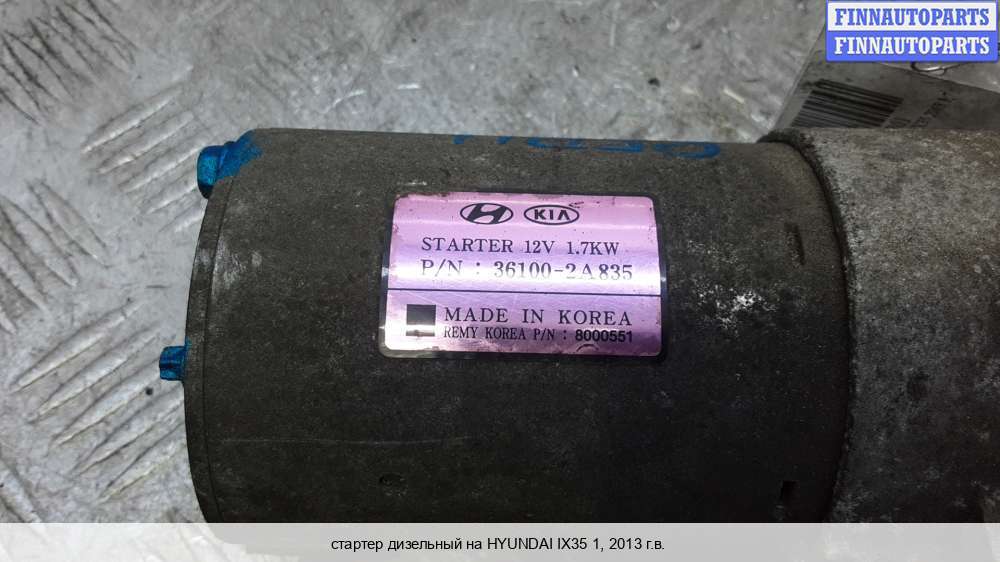 FINNAUTOPARTS
FINNAUTOPARTS
KIA
STARTER 12V 1.7KW
P/N : 36100-2A835
MADE IN KOREA
REMY KOREA P/N : 8000551
стартер дизельный на HYUNDAI IX35 1, 2013 г.в.